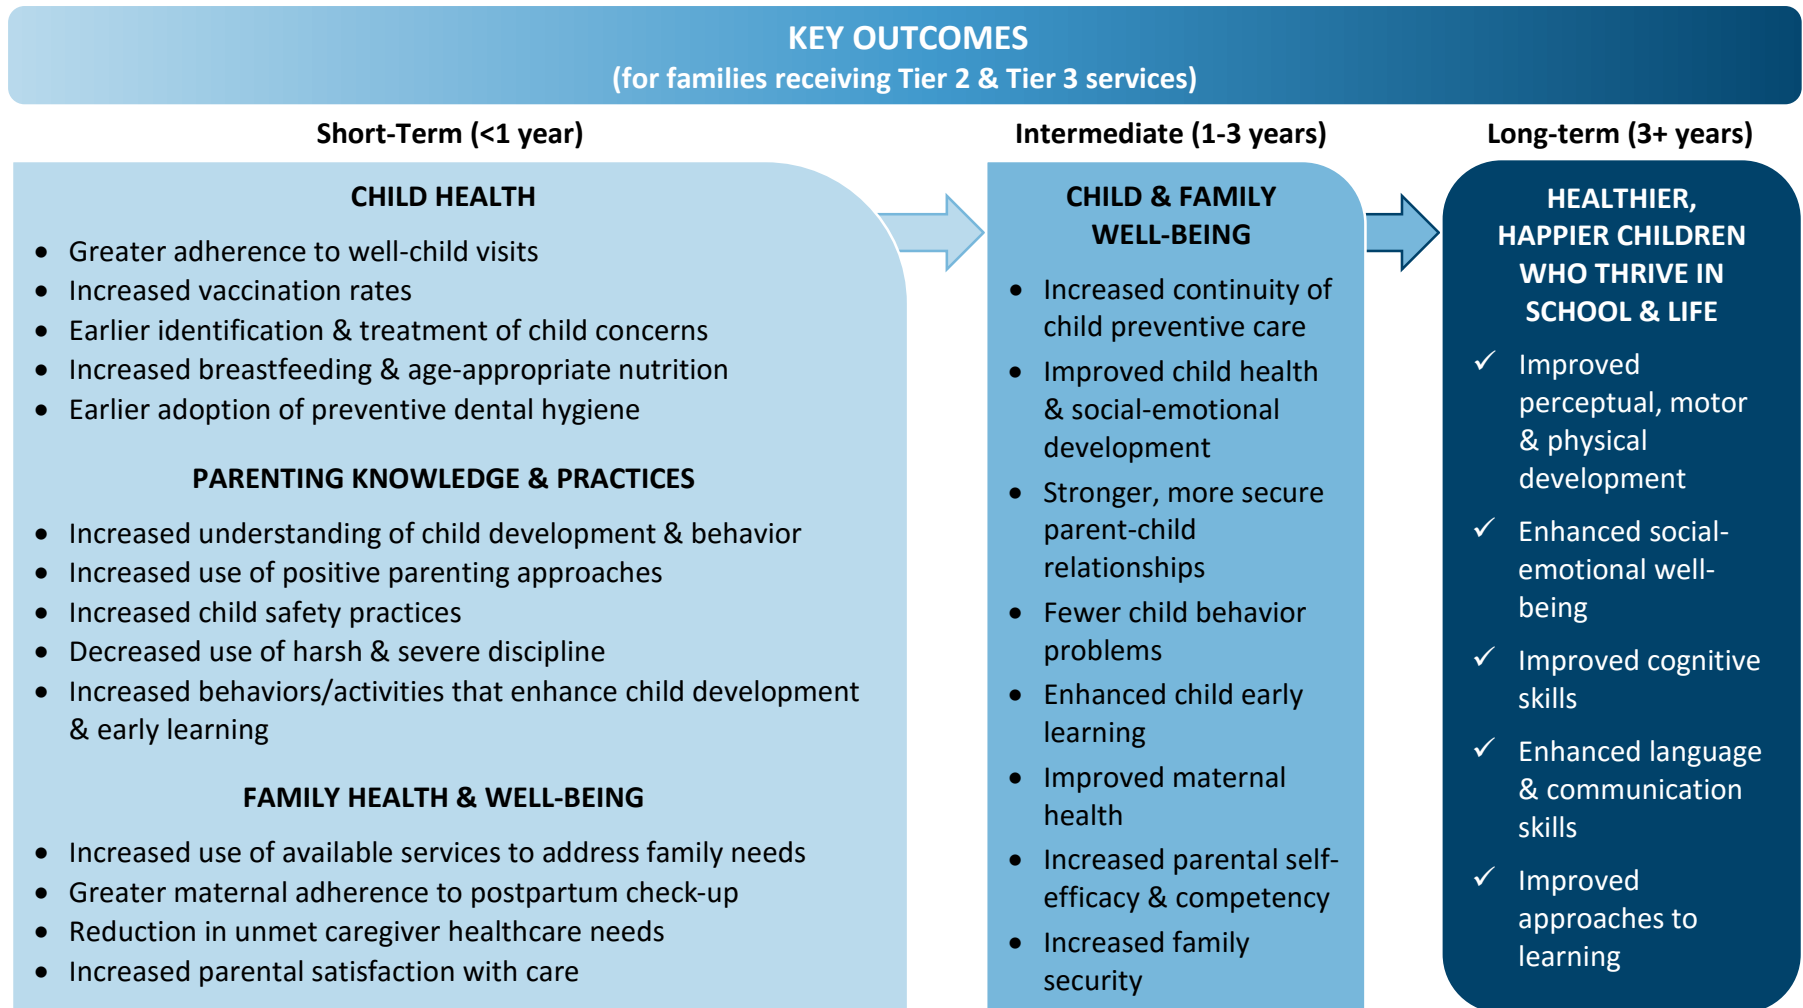 KEY OUTCOMES
(for families receiving Tier 2 & Tier 3 services)
Short-Term (<1 year)
CHILD HEALTH
• Greater adherence to well-child visits
• Increased vaccination rates
• Earlier identification & treatment of child concerns
• Increased breastfeeding & age-appropriate nutrition
• Earlier adoption of preventive dental hygiene
PARENTING KNOWLEDGE & PRACTICES
• Increased understanding of child development & behavior
• Increased use of positive parenting approaches
• Increased child safety practices
• Decreased use of harsh & severe discipline
• Increased behaviors/activities that enhance child development
& early learning
FAMILY HEALTH & WELL-BEING
• Increased use of available services to address family needs
• Greater maternal adherence to postpartum check-up
• Reduction in unmet caregiver healthcare needs
• Increased parental satisfaction with care
Intermediate (1-3 years)
CHILD & FAMILY
WELL-BEING
• Increased continuity of
child preventive care
• Improved child health
& social-emotional
development
• Stronger, more secure
parent-child
relationships
• Fewer child behavior
problems
• Enhanced child early
learning
• Improved maternal
health
• Increased parental self-
efficacy & competency
• Increased family
security
Long-term (3+ years)
HEALTHIER,
HAPPIER CHILDREN
WHO THRIVE IN
SCHOOL & LIFE
✓ Improved
perceptual, motor
& physical
development
✓ Enhanced social-
emotional well-
being
✓ Improved cognitive
skills
✓ Enhanced language
& communication
skills
✓ Improved
approaches to
learning